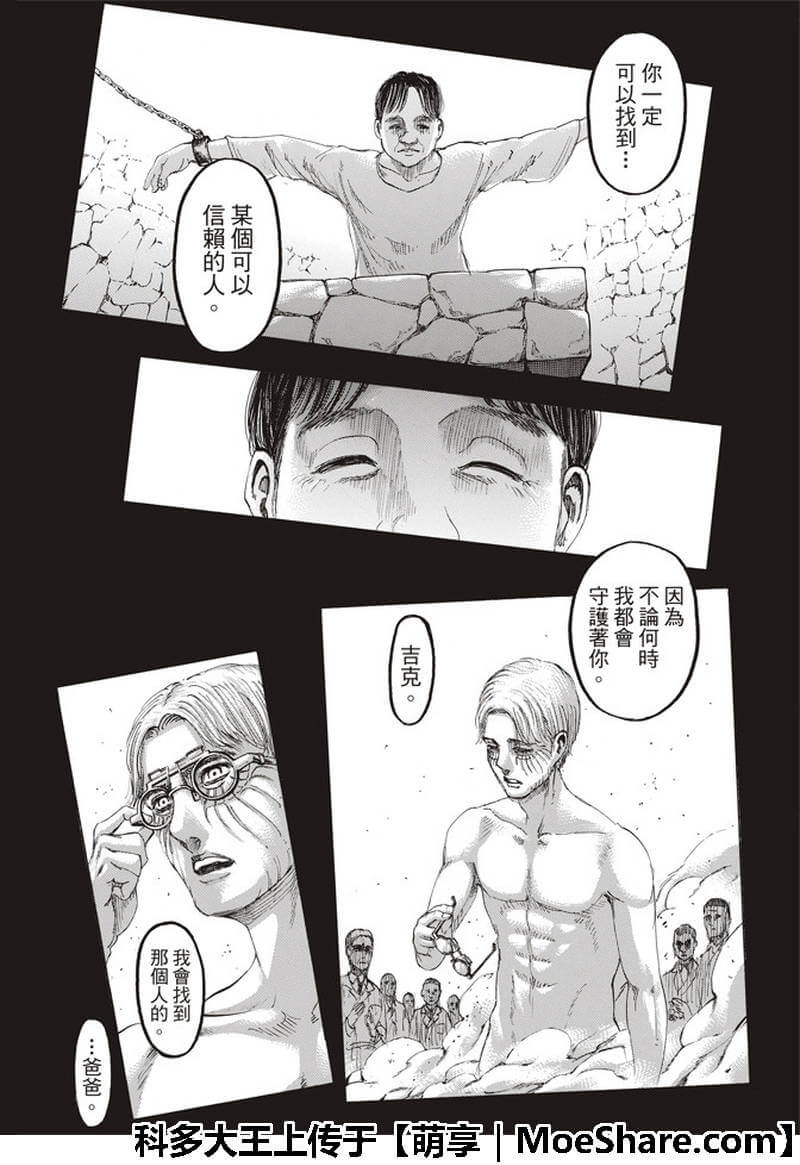 你一定
可以找到…
某個可以
信賴的人。
因為
不論何時
我都會
守護著你。
吉克。
我會找到
那個人的。
…爸爸。
科多大王上传于【萌享 | MoeShare.com】